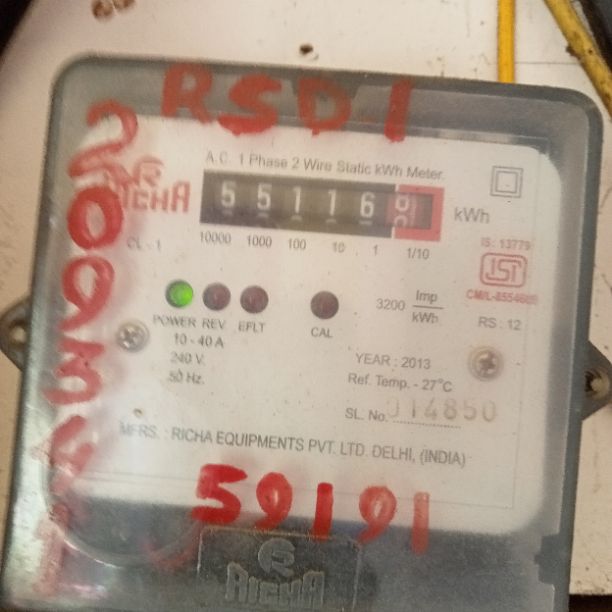 RSD-1
A.C. 1 Phase 2 Wire Static kWh Meter.
RICHA
5 5 1 1 6 8
kWh
10000 1000 100 10 1 1/10
CL - 1
IS: 13779
ISI
RS : 12
3200 Imp/kWh
POWER REV. EFLT CAL
10 - 40 A
240 V.
50 Hz.
YEAR : 2013
Ref. Temp. - 27°C
SL. No. 014850
MFRS. : RICHA EQUIPMENTS PVT. LTD. DELHI, (INDIA)
59191
RICHA